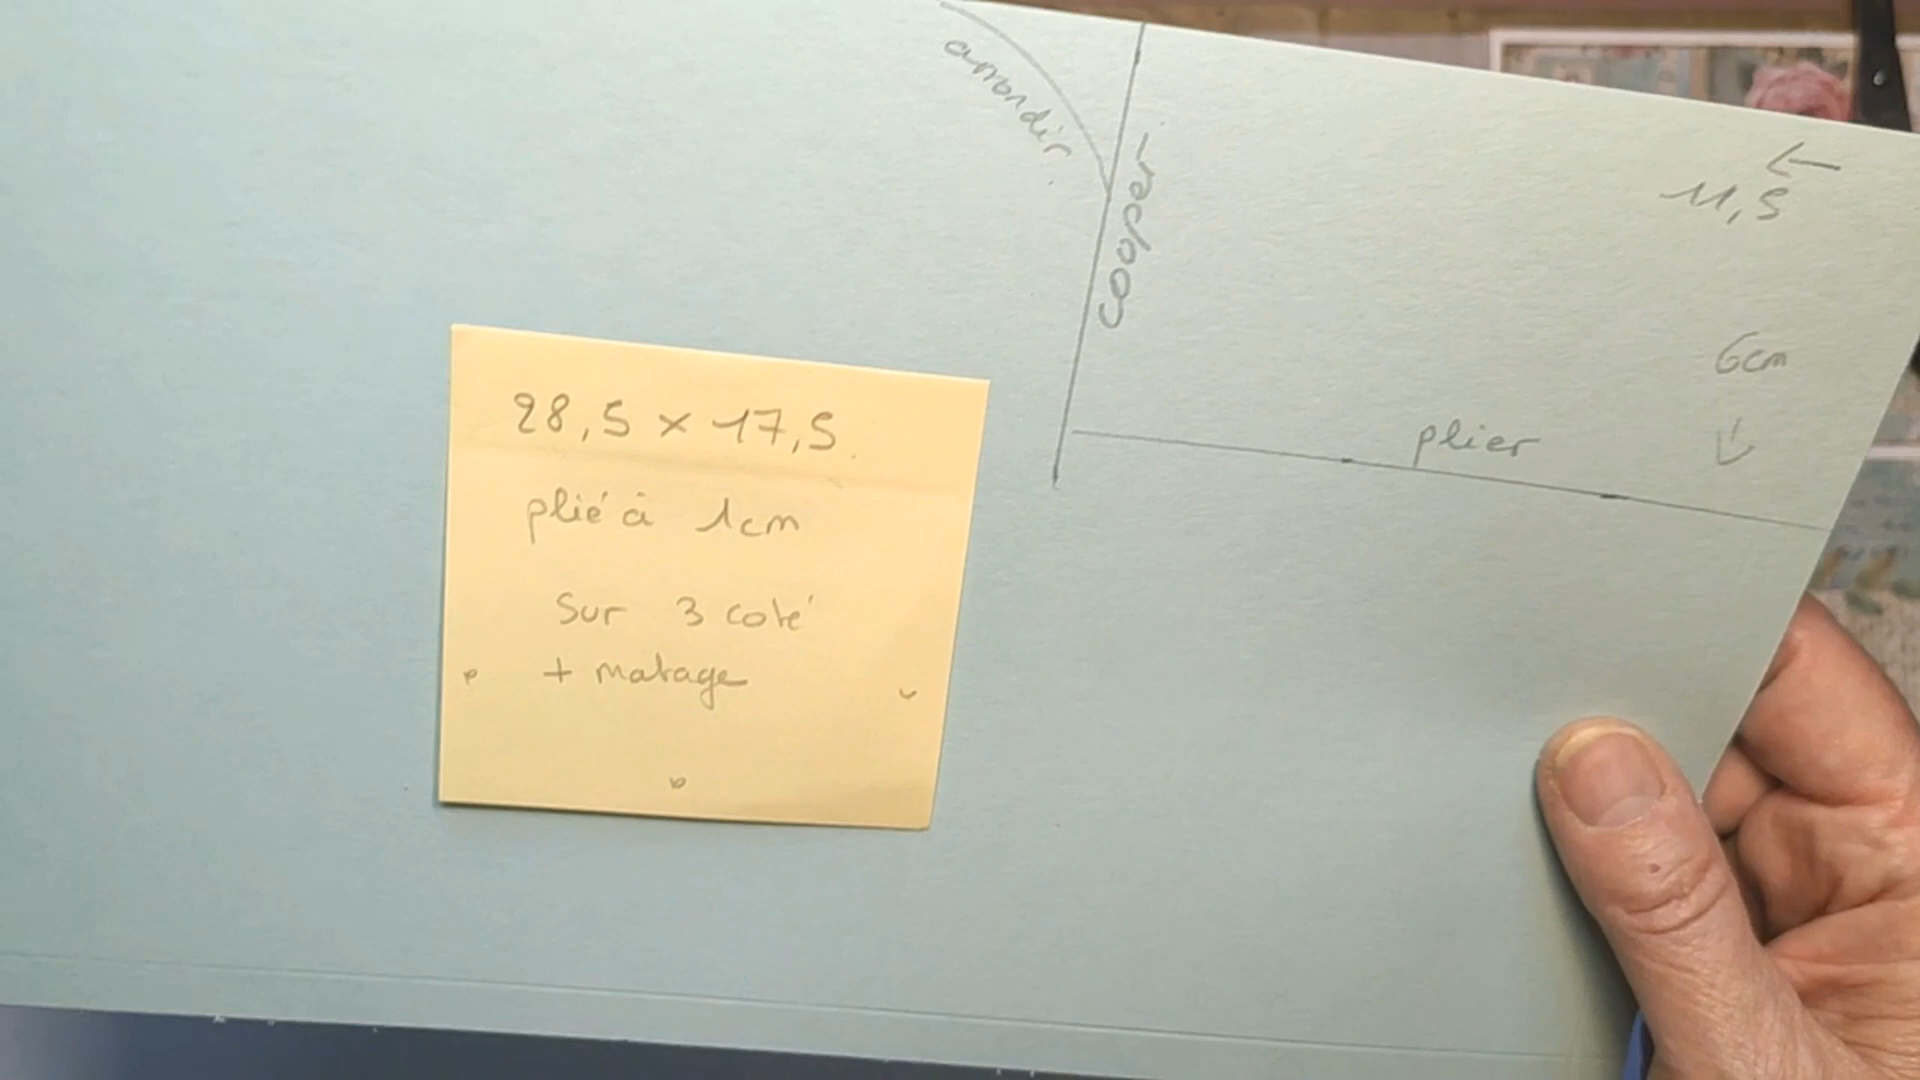 arrondir
couper
11,5
6cm
plier
28,5 x 17,5
plié à 1cm
sur 3 coté
+ matage